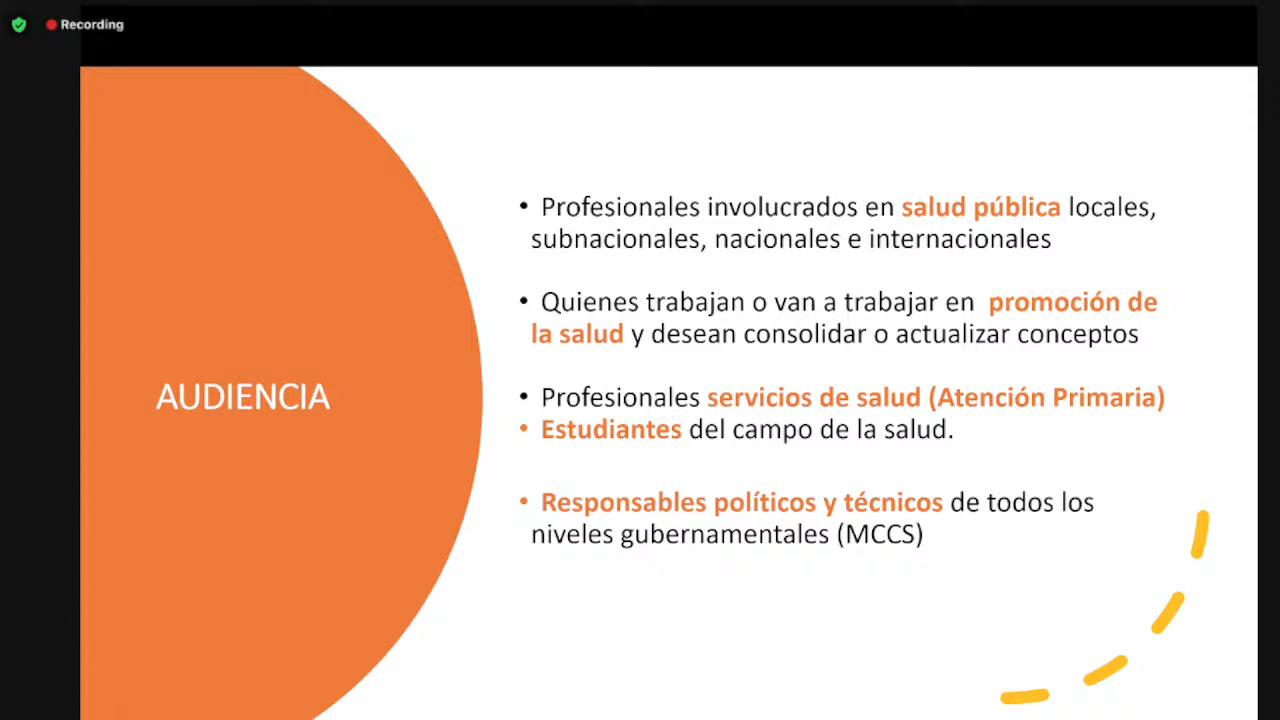 Recording
AUDIENCIA
• Profesionales involucrados en salud pública locales,
subnacionales, nacionales e internacionales
• Quienes trabajan o van a trabajar en promoción de
la salud y desean consolidar o actualizar conceptos
• Profesionales servicios de salud (Atención Primaria)
• Estudiantes del campo de la salud.
• Responsables políticos y técnicos de todos los
niveles gubernamentales (MCCS)